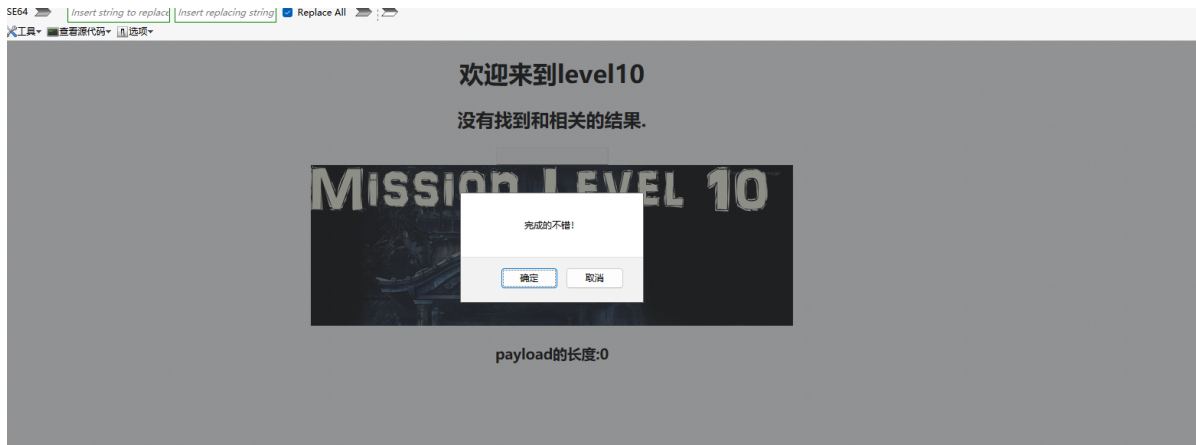 SE64 Insert string to replace Insert replacing string Replace All
工具 查看源代码 选项
欢迎来到level10
没有找到和相关的结果.
MISSION LEVEL 10
完成的不错!
确定 取消
payload的长度:0